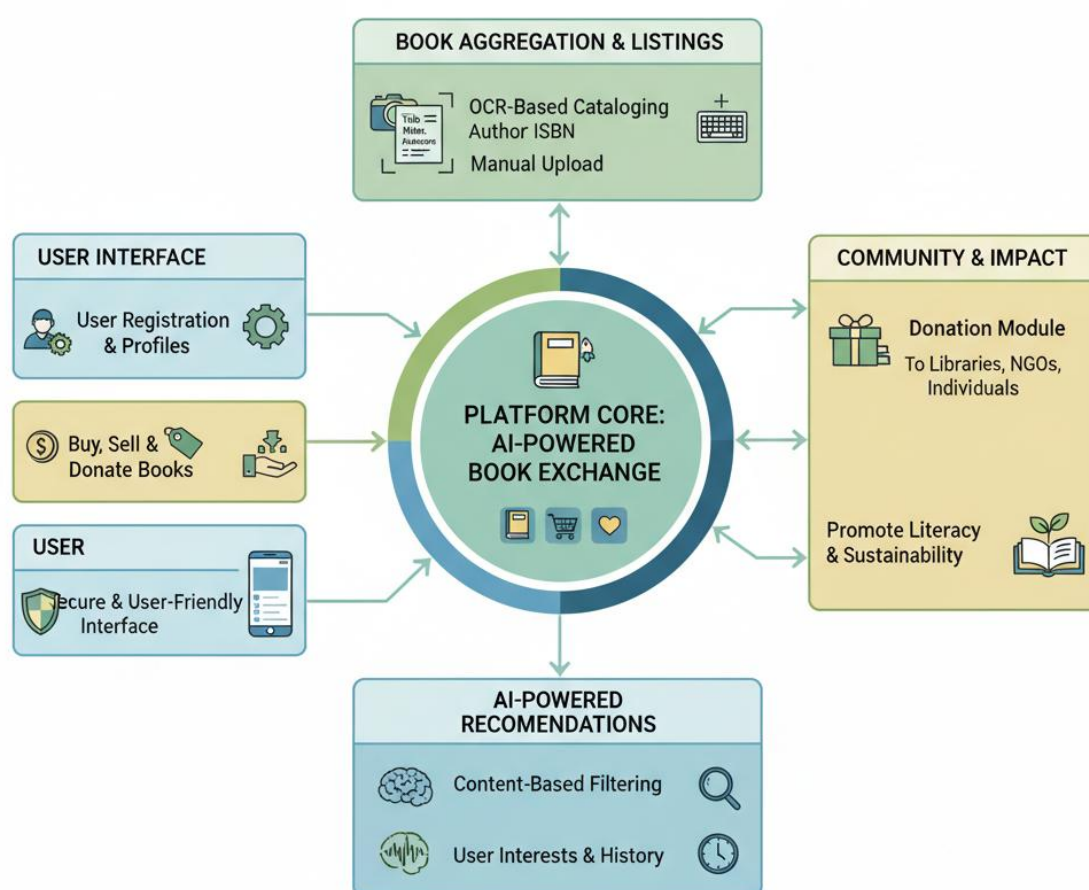 BOOK AGGREGATION & LISTINGS
OCR-Based Cataloging
Author ISBN
Manual Upload
USER INTERFACE
User Registration
& Profiles
$
Buy, Sell &
Donate Books
USER
ecure & User-Friendly
Interface
PLATFORM CORE:
AI-POWERED
BOOK EXCHANGE
COMMUNITY & IMPACT
Donation Module
To Libraries, NGOs,
Individuals
Promote Literacy
& Sustainability
AI-POWERED
RECOMENDATIONS
Content-Based Filtering
User Interests & History